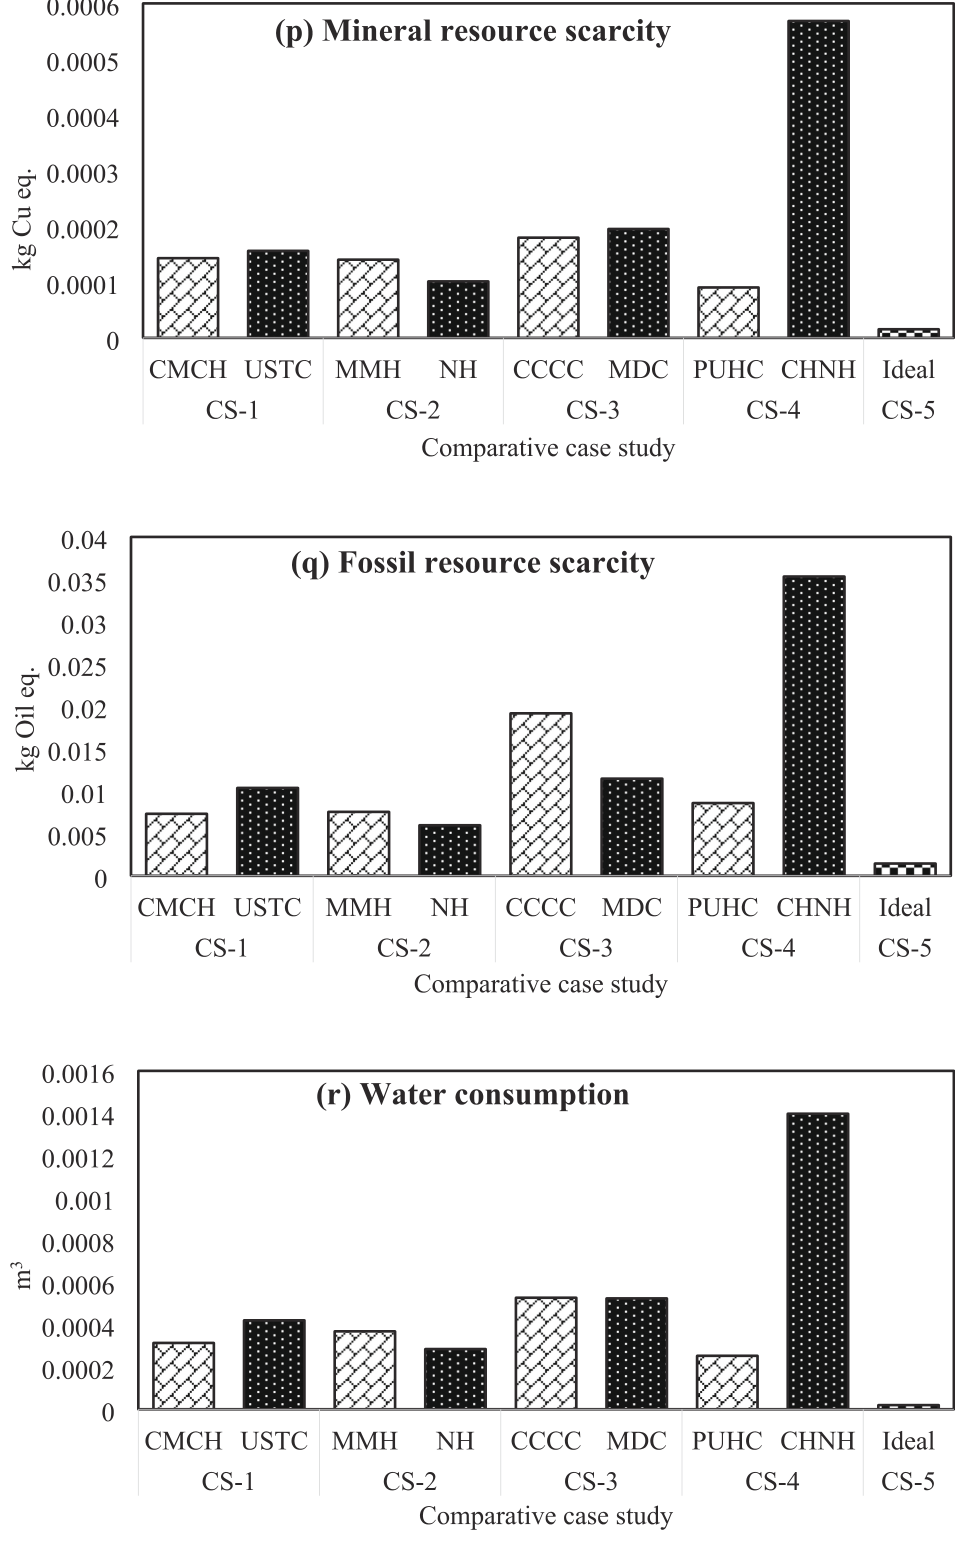 0.0006
(p) Mineral resource scarcity
0.0005
0.0004
0.0003
0.0002
0.0001
0
kg Cu eq.
CMCH USTC MMH NH CCCC MDC PUHC CHNH Ideal
CS-1 CS-2 CS-3 CS-4 CS-5
Comparative case study
0.04
(q) Fossil resource scarcity
0.035
0.03
0.025
0.02
0.015
0.01
0.005
0
kg Oil eq.
CMCH USTC MMH NH CCCC MDC PUHC CHNH Ideal
CS-1 CS-2 CS-3 CS-4 CS-5
Comparative case study
0.0016
(r) Water consumption
0.0014
0.0012
0.001
0.0008
0.0006
0.0004
0.0002
0
m³
CMCH USTC MMH NH CCCC MDC PUHC CHNH Ideal
CS-1 CS-2 CS-3 CS-4 CS-5
Comparative case study